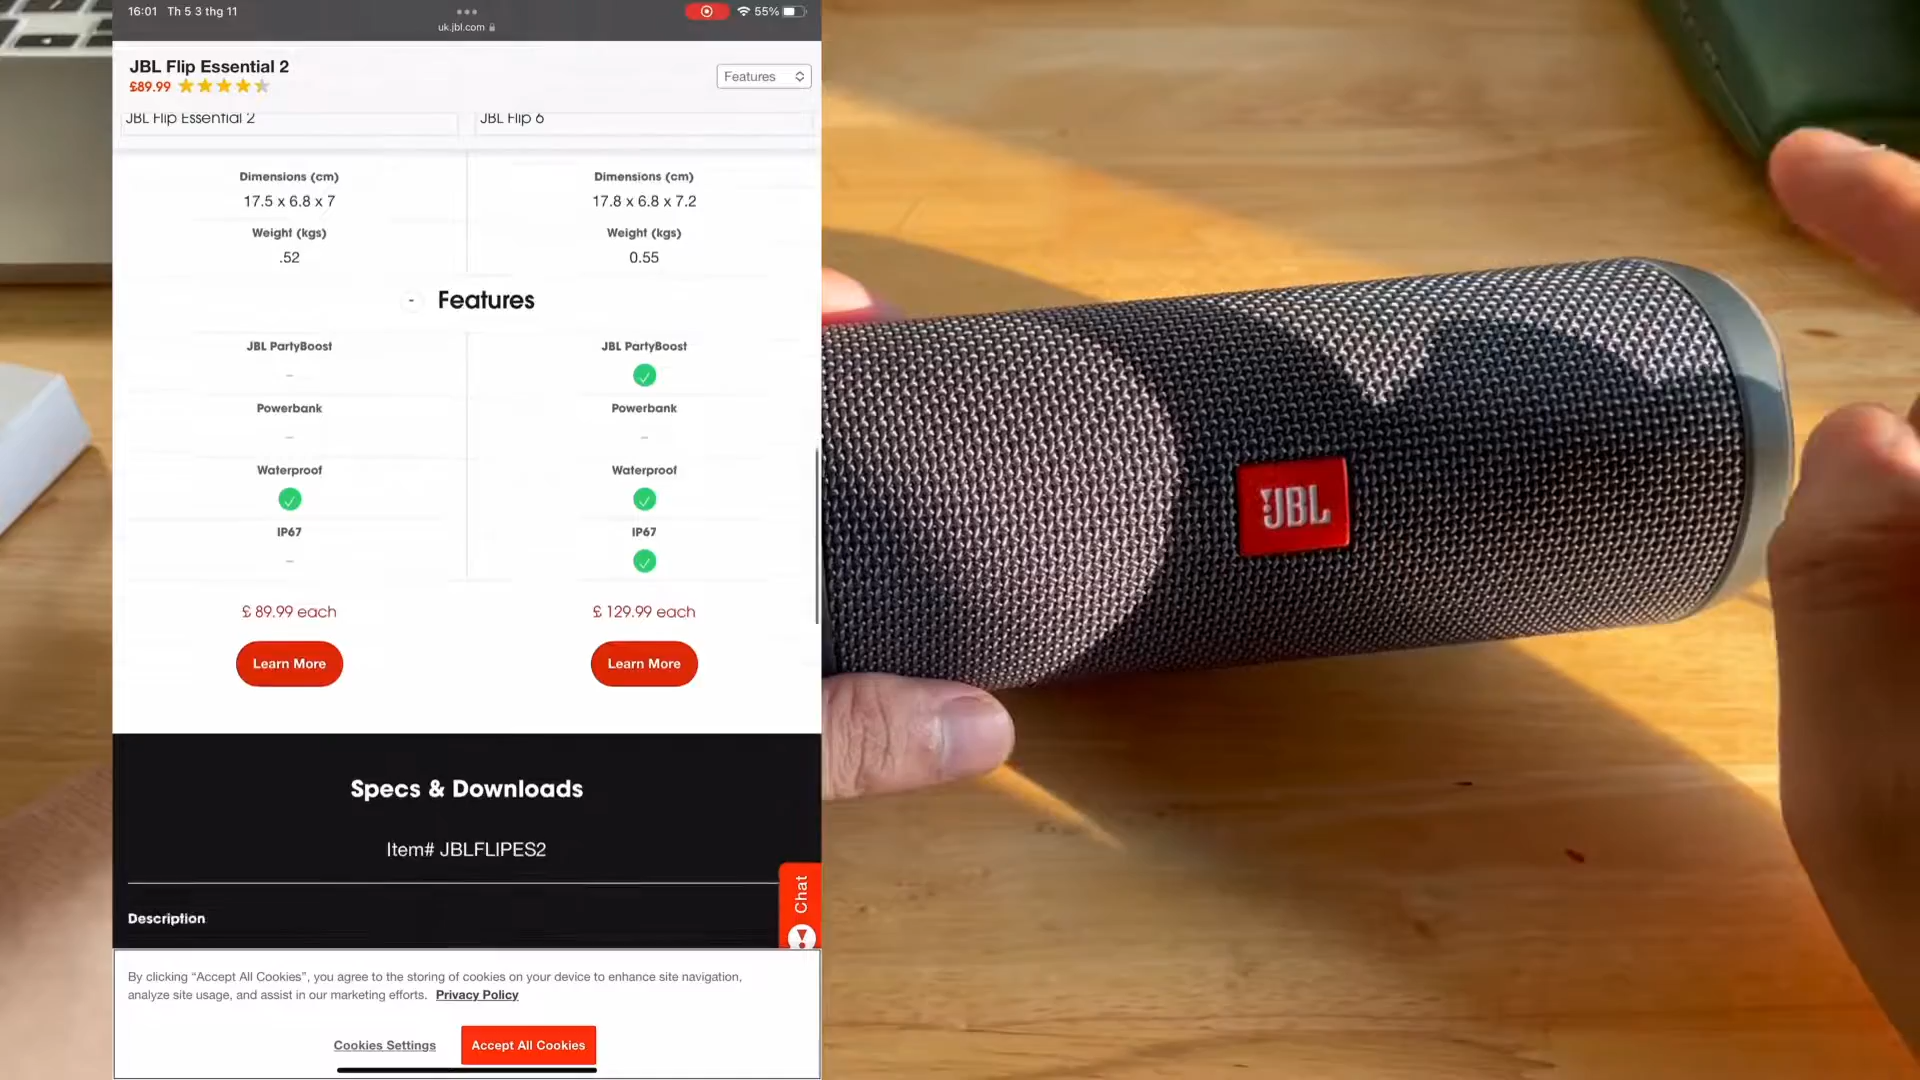 16:01 Th 5 3 thg 11
55%
uk.jbl.com
JBL Flip Essential 2
£89.99
Features
JBL Flip Essential 2
JBL Flip 6
Dimensions (cm)
Dimensions (cm)
17.5 x 6.8 x 7
17.8 x 6.8 x 7.2
Weight (kgs)
Weight (kgs)
.52
0.55
- Features
JBL PartyBoost
JBL PartyBoost
–
Powerbank
Powerbank
–
–
Waterproof
Waterproof
IP67
IP67
–
£ 89.99 each
£ 129.99 each
Learn More
Learn More
Specs & Downloads
Item# JBLFLIPES2
Chat
Description
By clicking “Accept All Cookies”, you agree to the storing of cookies on your device to enhance site navigation,
analyze site usage, and assist in our marketing efforts. Privacy Policy
Cookies Settings
Accept All Cookies
JBL